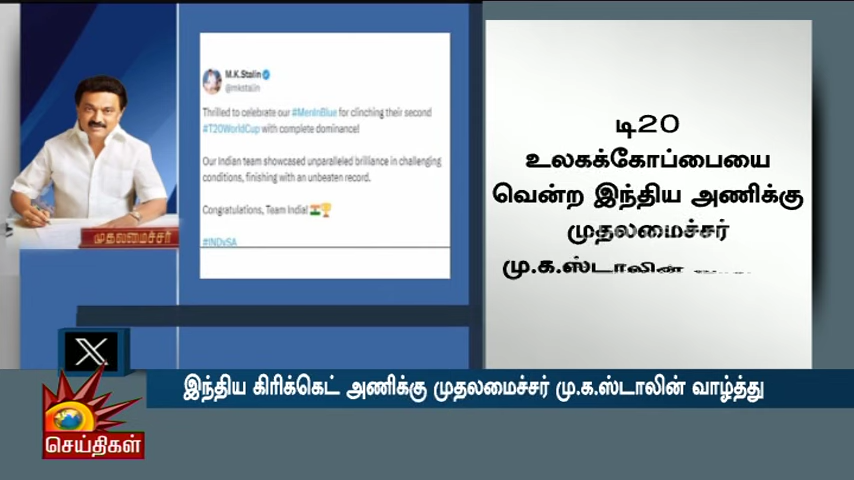 M.K.Stalin
@mkstalin
Thrilled to celebrate our #MenInBlue for clinching their second
#T20WorldCup with complete dominance!
Our Indian team showcased unparalleled brilliance in challenging
conditions, finishing with an unbeaten record.
Congratulations, Team India! 🇮🇳🏆
#INDvSA
முதலமைச்சர்
டி20
உலகக்கோப்பையை
வென்ற இந்திய அணிக்கு
முதலமைச்சர்
மு.க.ஸ்டாலின்
X
இந்திய கிரிக்கெட் அணிக்கு முதலமைச்சர் மு.க.ஸ்டாலின் வாழ்த்து
செய்திகள்